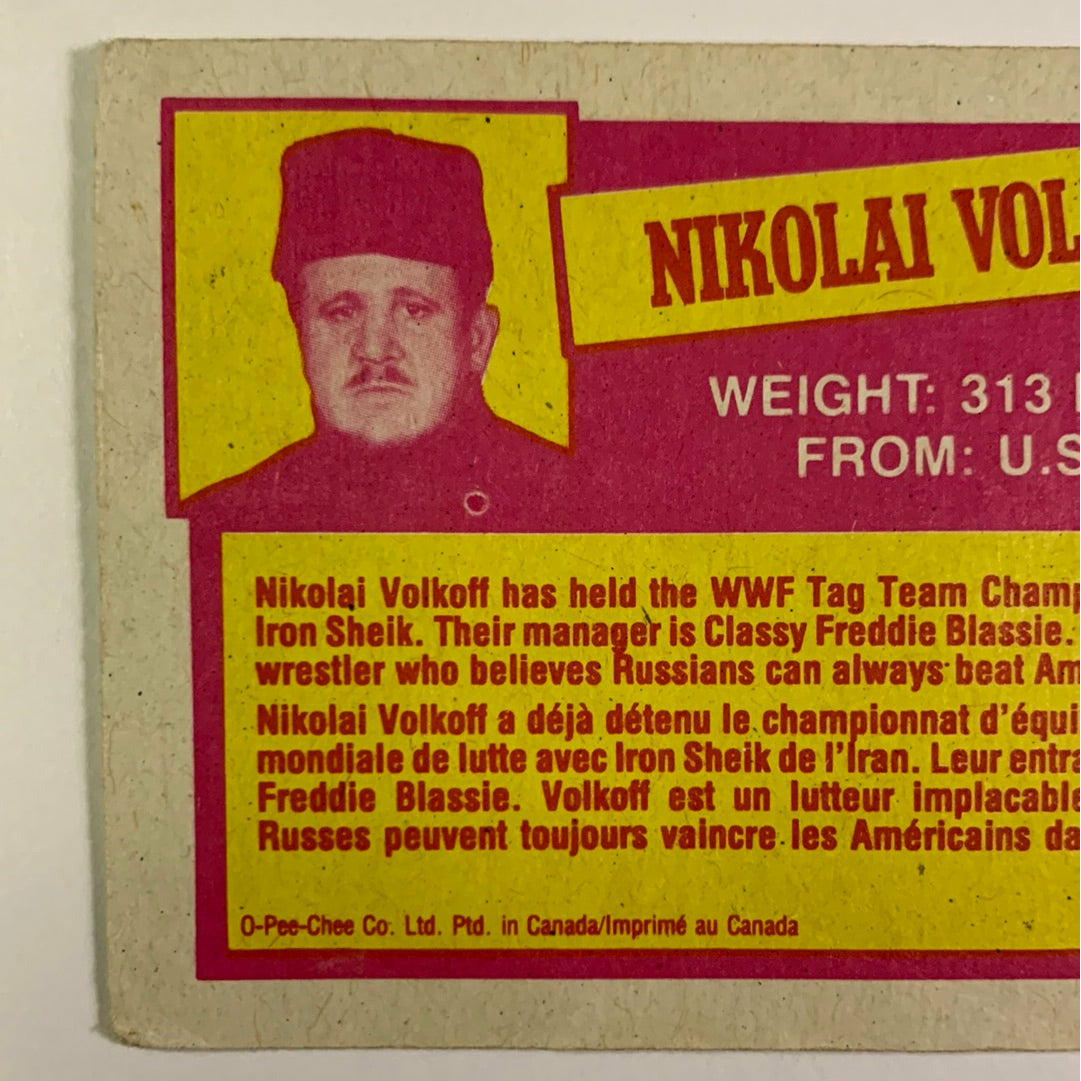 NIKOLAI VOL
WEIGHT: 313
FROM: U.S
Nikolai Volkoff has held the WWF Tag Team Champ
Iron Sheik. Their manager is Classy Freddie Blassie.
wrestler who believes Russians can always beat Am
Nikolai Volkoff a déjà détenu le championnat d'équi
mondiale de lutte avec Iron Sheik de l'Iran. Leur entra
Freddie Blassie. Volkoff est un lutteur implacable
Russes peuvent toujours vaincre les Américains da
O-Pee-Chee Co. Ltd. Ptd. in Canada/Imprimé au Canada